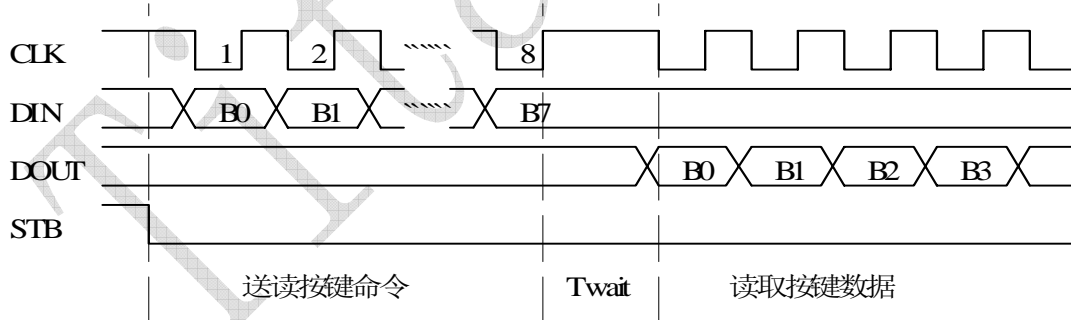 CLK 1 2 8
DIN B0 B1 B7
DOUT B0 B1 B2 B3
STB
送读按键命令 Twait 读取按键数据